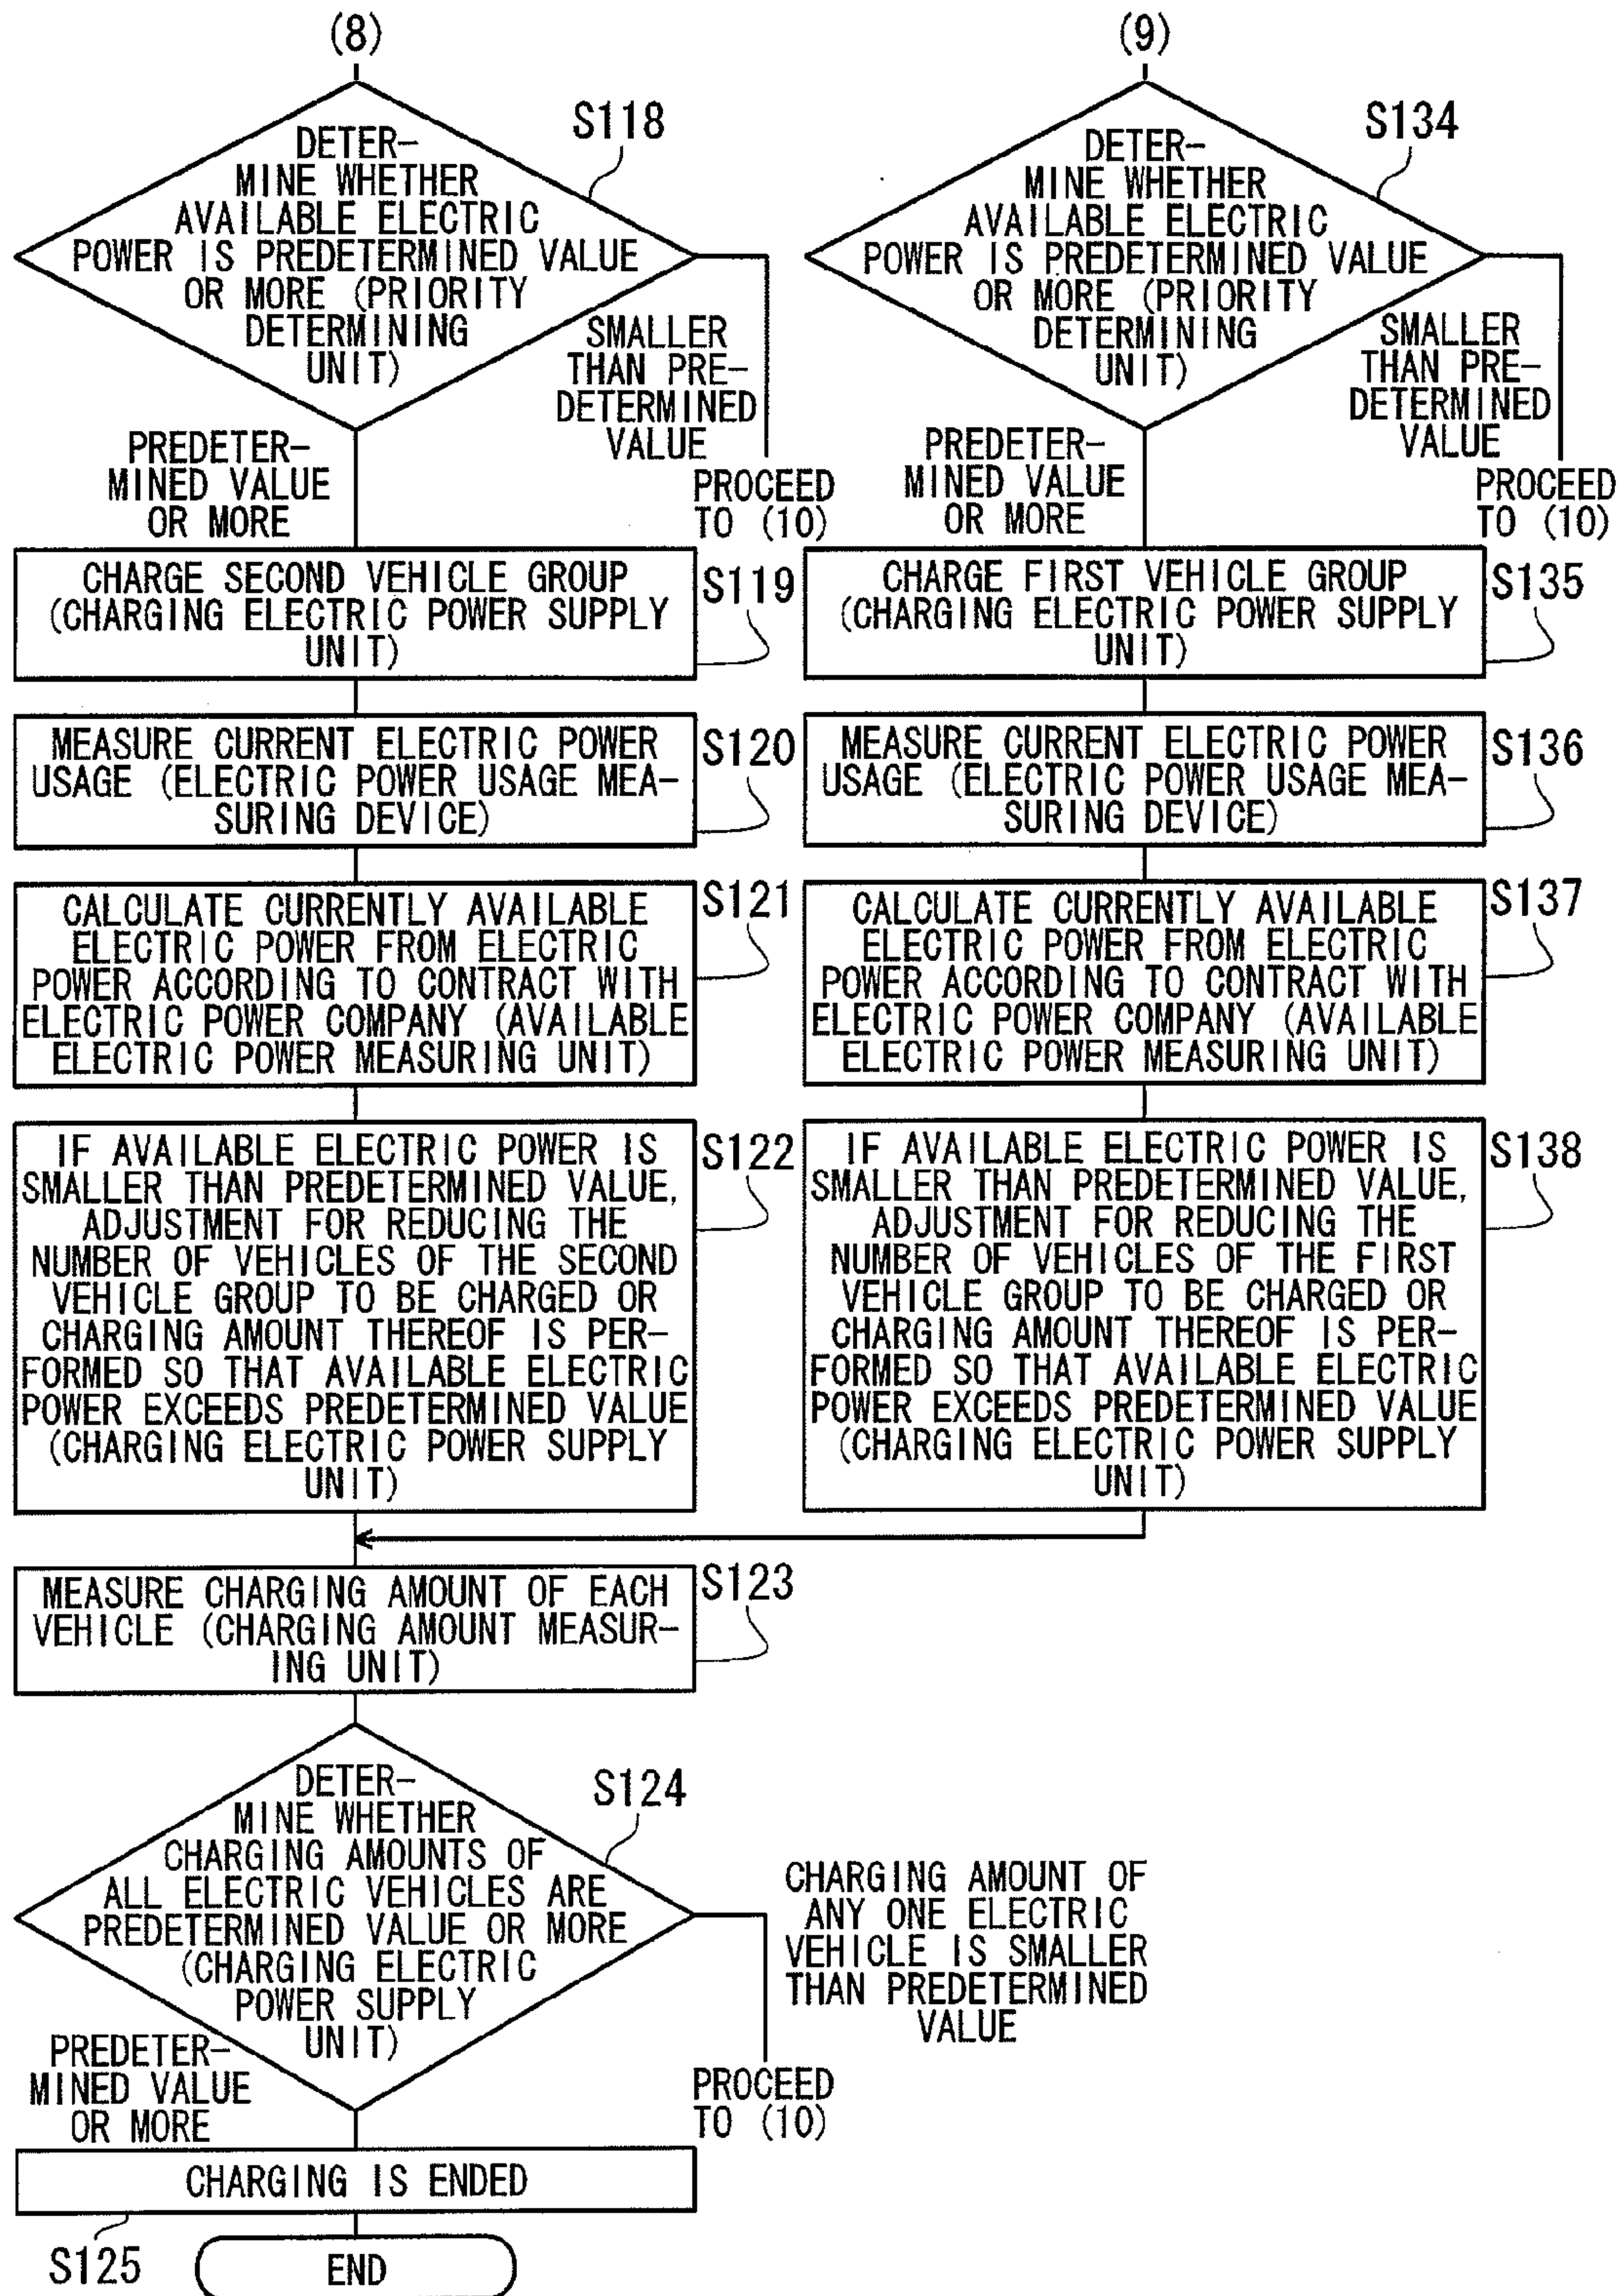 (8)
DETER-
MINE WHETHER
AVAILABLE ELECTRIC
POWER IS PREDETERMINED VALUE
OR MORE (PRIORITY
DETERMINING
UNIT)
S118
SMALLER
THAN PRE-
DETERMINED
VALUE
PROCEED
TO (10)
PREDETER-
MINED VALUE
OR MORE
CHARGE SECOND VEHICLE GROUP
(CHARGING ELECTRIC POWER SUPPLY
UNIT)
S119
MEASURE CURRENT ELECTRIC POWER
USAGE (ELECTRIC POWER USAGE MEA-
SURING DEVICE)
S120
CALCULATE CURRENTLY AVAILABLE
ELECTRIC POWER FROM ELECTRIC
POWER ACCORDING TO CONTRACT WITH
ELECTRIC POWER COMPANY (AVAILABLE
ELECTRIC POWER MEASURING UNIT)
S121
IF AVAILABLE ELECTRIC POWER IS
SMALLER THAN PREDETERMINED VALUE,
ADJUSTMENT FOR REDUCING THE
NUMBER OF VEHICLES OF THE SECOND
VEHICLE GROUP TO BE CHARGED OR
CHARGING AMOUNT THEREOF IS PER-
FORMED SO THAT AVAILABLE ELECTRIC
POWER EXCEEDS PREDETERMINED VALUE
(CHARGING ELECTRIC POWER SUPPLY
UNIT)
S122
(9)
DETER-
MINE WHETHER
AVAILABLE ELECTRIC
POWER IS PREDETERMINED VALUE
OR MORE (PRIORITY
DETERMINING
UNIT)
S134
SMALLER
THAN PRE-
DETERMINED
VALUE
PROCEED
TO (10)
PREDETER-
MINED VALUE
OR MORE
CHARGE FIRST VEHICLE GROUP
(CHARGING ELECTRIC POWER SUPPLY
UNIT)
S135
MEASURE CURRENT ELECTRIC POWER
USAGE (ELECTRIC POWER USAGE MEA-
SURING DEVICE)
S136
CALCULATE CURRENTLY AVAILABLE
ELECTRIC POWER FROM ELECTRIC
POWER ACCORDING TO CONTRACT WITH
ELECTRIC POWER COMPANY (AVAILABLE
ELECTRIC POWER MEASURING UNIT)
S137
IF AVAILABLE ELECTRIC POWER IS
SMALLER THAN PREDETERMINED VALUE,
ADJUSTMENT FOR REDUCING THE
NUMBER OF VEHICLES OF THE FIRST
VEHICLE GROUP TO BE CHARGED OR
CHARGING AMOUNT THEREOF IS PER-
FORMED SO THAT AVAILABLE ELECTRIC
POWER EXCEEDS PREDETERMINED VALUE
(CHARGING ELECTRIC POWER SUPPLY
UNIT)
S138
MEASURE CHARGING AMOUNT OF EACH
VEHICLE (CHARGING AMOUNT MEASUR-
ING UNIT)
S123
DETER-
MINE WHETHER
CHARGING AMOUNTS OF
ALL ELECTRIC VEHICLES ARE
PREDETERMINED VALUE OR MORE
(CHARGING ELECTRIC
POWER SUPPLY
UNIT)
S124
CHARGING AMOUNT OF
ANY ONE ELECTRIC
VEHICLE IS SMALLER
THAN PREDETERMINED
VALUE
PROCEED
TO (10)
PREDETER-
MINED VALUE
OR MORE
CHARGING IS ENDED
S125
END